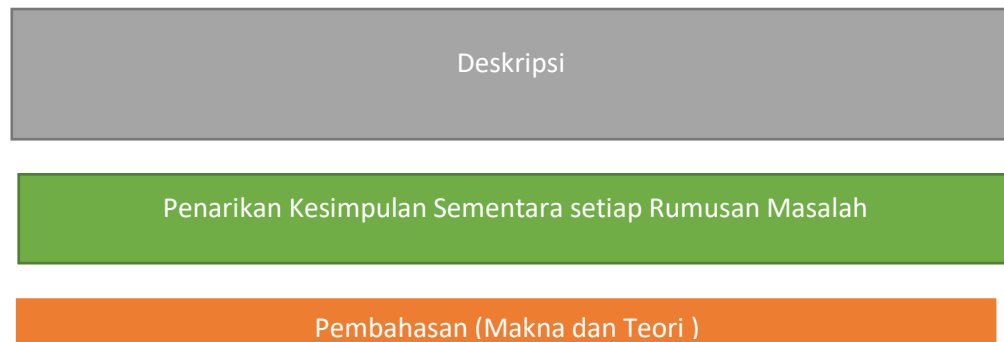 Deskripsi
Penarikan Kesimpulan Sementara setiap Rumusan Masalah
Pembahasan (Makna dan Teori )